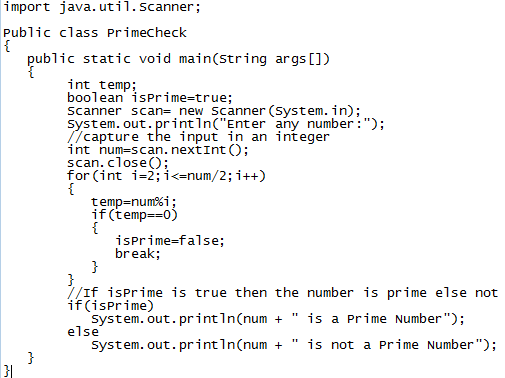 import java.util.Scanner;
Public class PrimeCheck
{
public static void main(String args[])
{
int temp;
boolean isPrime=true;
Scanner scan= new Scanner(System.in);
System.out.println("Enter any number:");
//capture the input in an integer
int num=scan.nextInt();
scan.close();
for(int i=2;i<=num/2;i++)
{
temp=num%i;
if(temp==0)
{
isPrime=false;
break;
}
}
//If isPrime is true then the number is prime else not
if(isPrime)
System.out.println(num + " is a Prime Number");
else
System.out.println(num + " is not a Prime Number");
}
}